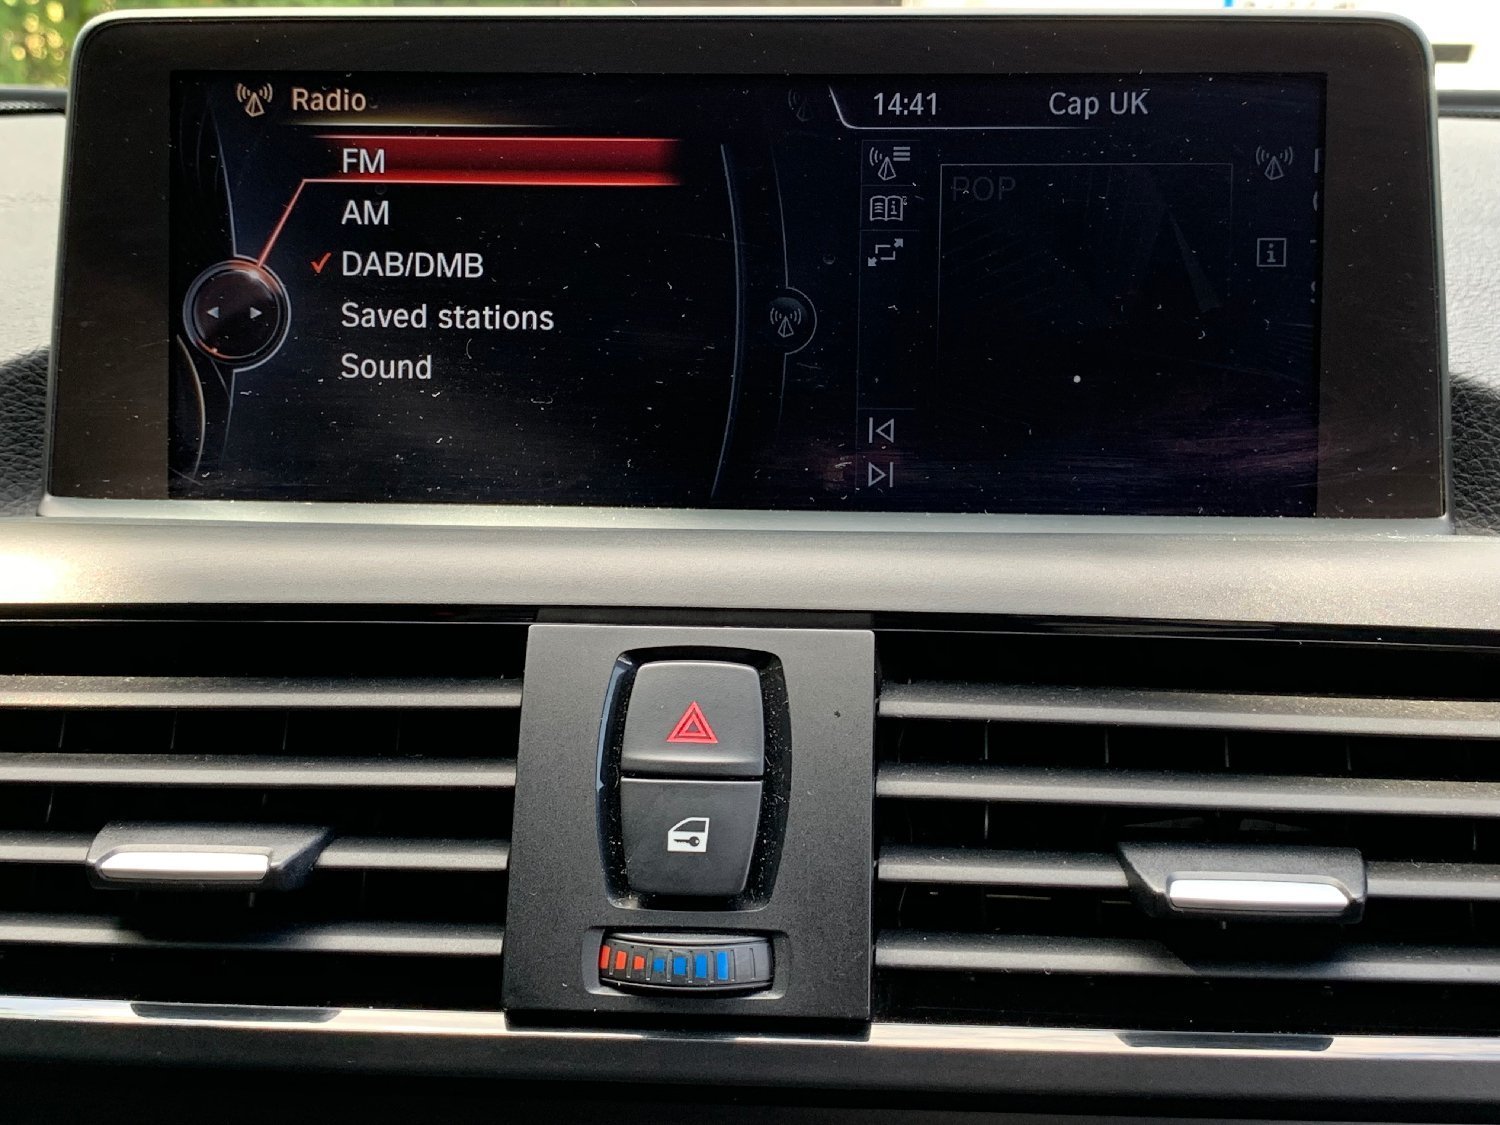 Radio
14:41
Cap UK
FM
AM
DAB/DMB
Saved stations
Sound
POP